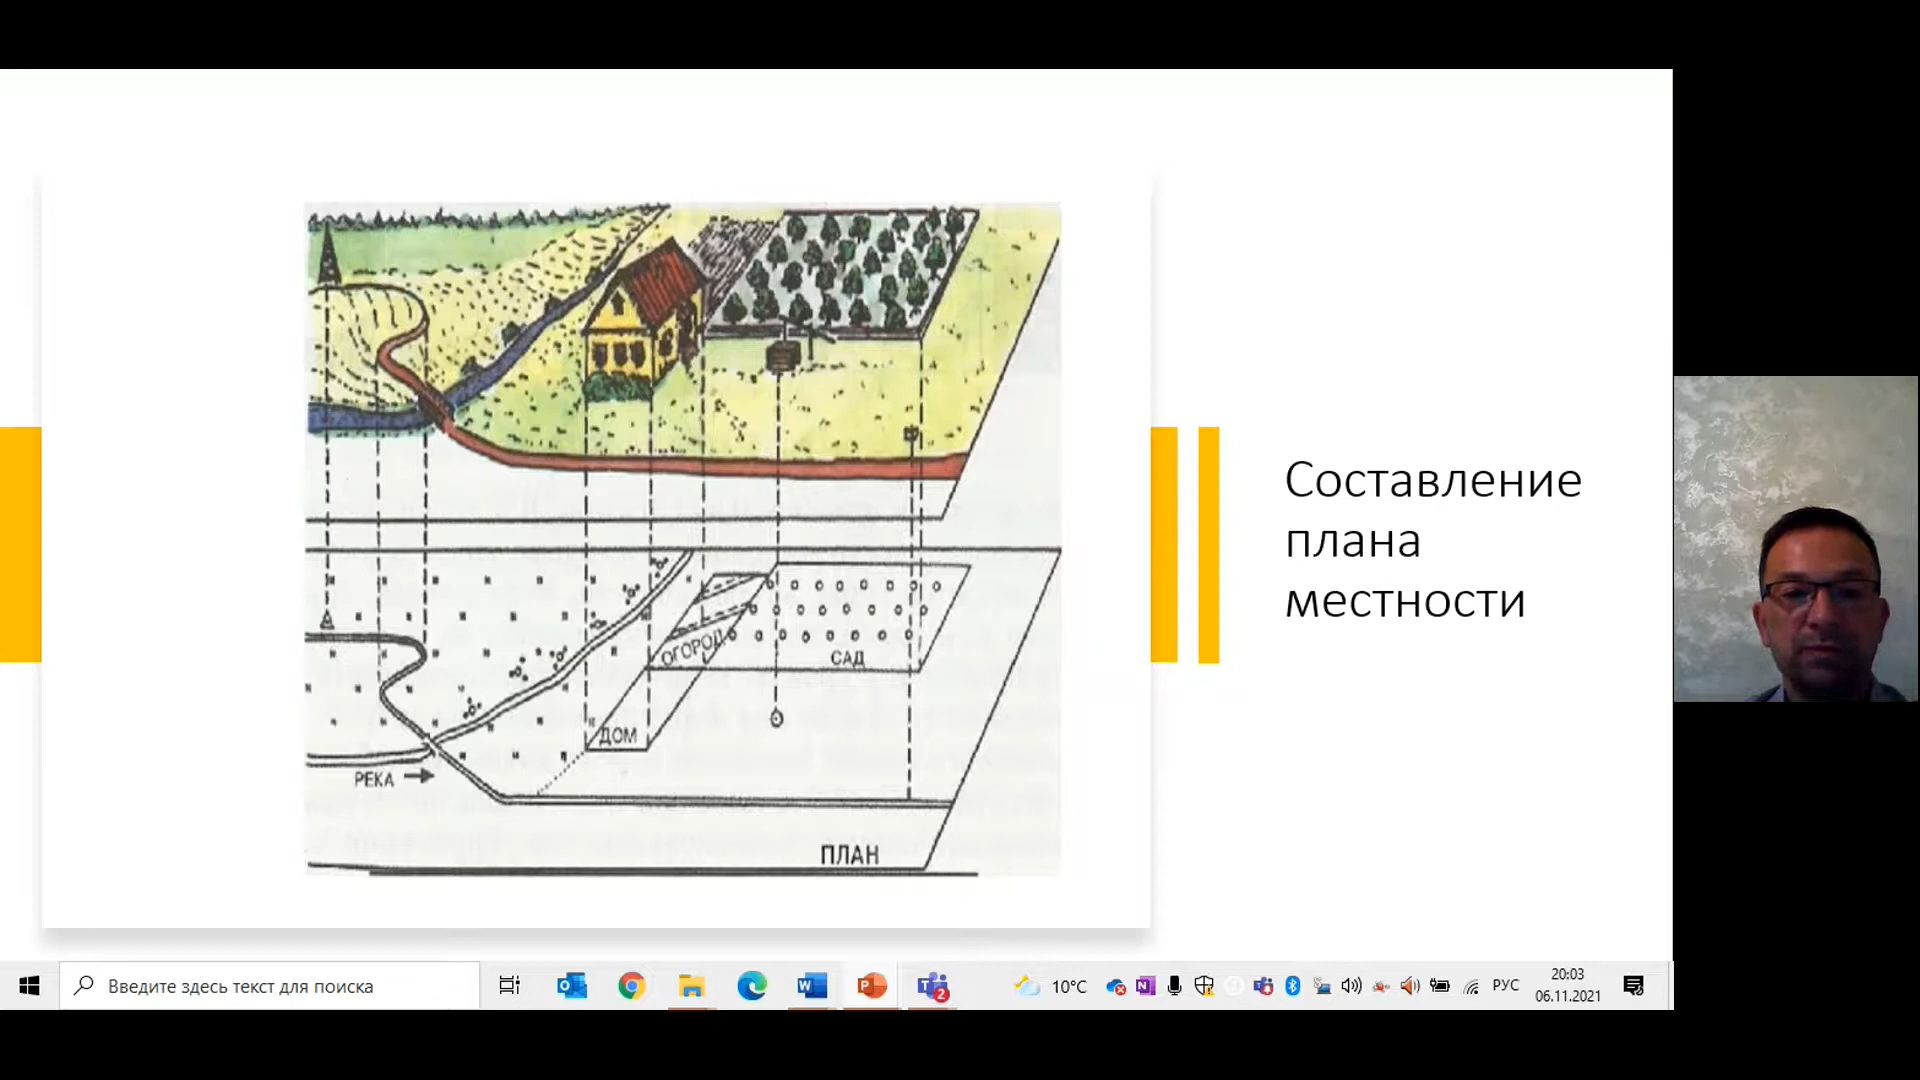 Составление
плана
местности
ОГОРОД
САД
ДОМ
РЕКА
ПЛАН
Введите здесь текст для поиска
2
10°C
РУС
20:03
06.11.2021